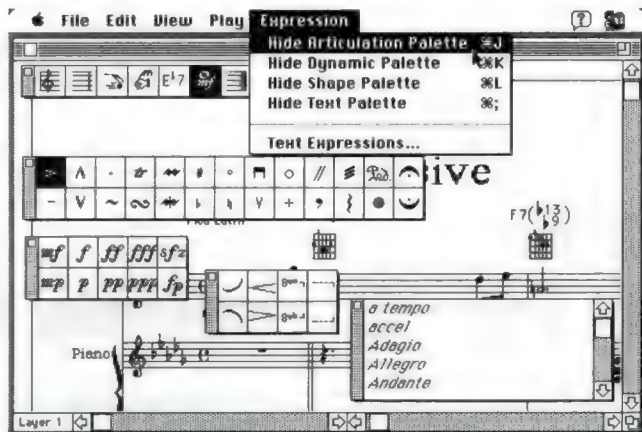 File Edit View Play Expression
Hide Articulation Palette ⌘J
Hide Dynamic Palette ⌘K
Hide Shape Palette ⌘L
Hide Text Palette ⌘;
Text Expressions...
E♭7
sive
F7(♭13 ♭9)
mf f ff fff sfz
mp p pp ppp fp
a tempo
accel
Adagio
Allegro
Andante
Piano
Layer 1